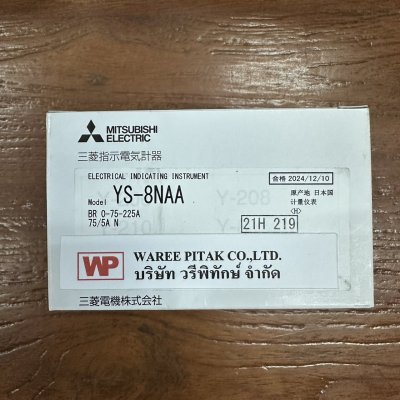 MITSUBISHI
ELECTRIC
三菱指示電気計器
ELECTRICAL INDICATING INSTRUMENT
合格 2024/12/10
Model YS-8NAA
原産地 日本国
計量仪表
BR 0-75-225A
<H>
75/5A N
21H 219
Y-208
WP
WAREE PITAK CO.,LTD.
บริษัท วรีพิทักษ์ จำกัด
三菱電機株式会社